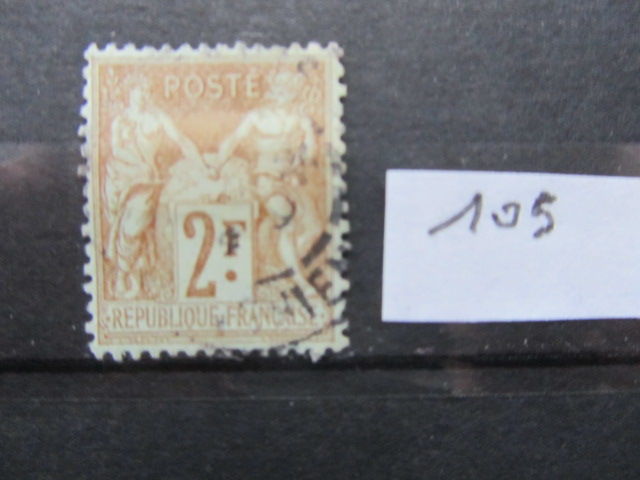 POSTE
2F
REPUBLIQUE FRANÇAISE
105